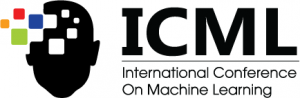 ICML
International Conference
On Machine Learning